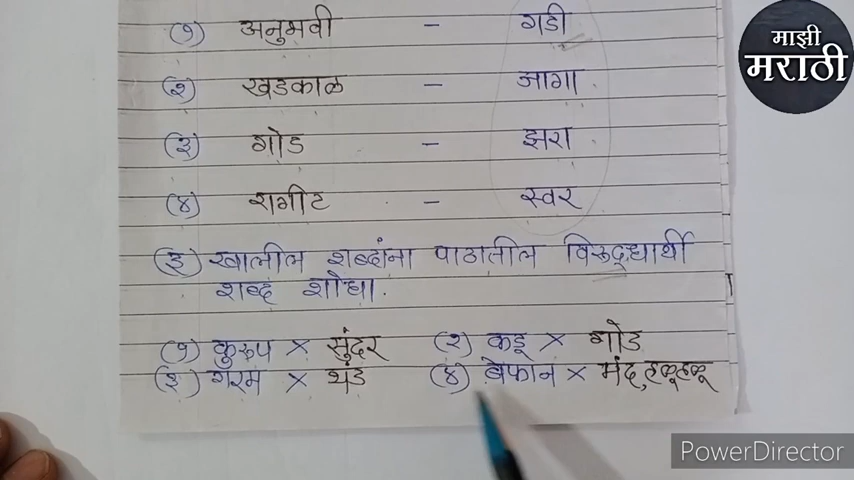 माझी
मराठी
(१) अनुभवी – गडी
(२) खडकाळ – जागा
(३) गोड – झरा
(४) रागीट – स्वर
(इ) खालील शब्दांना पाठातील विरुद्धार्थी
शब्द शोधा.
(१) कुरूप × सुंदर (२) कडू × गोड
(३) गरम × थंड (४) बेफान × मंद, हळूहळू
PowerDirector